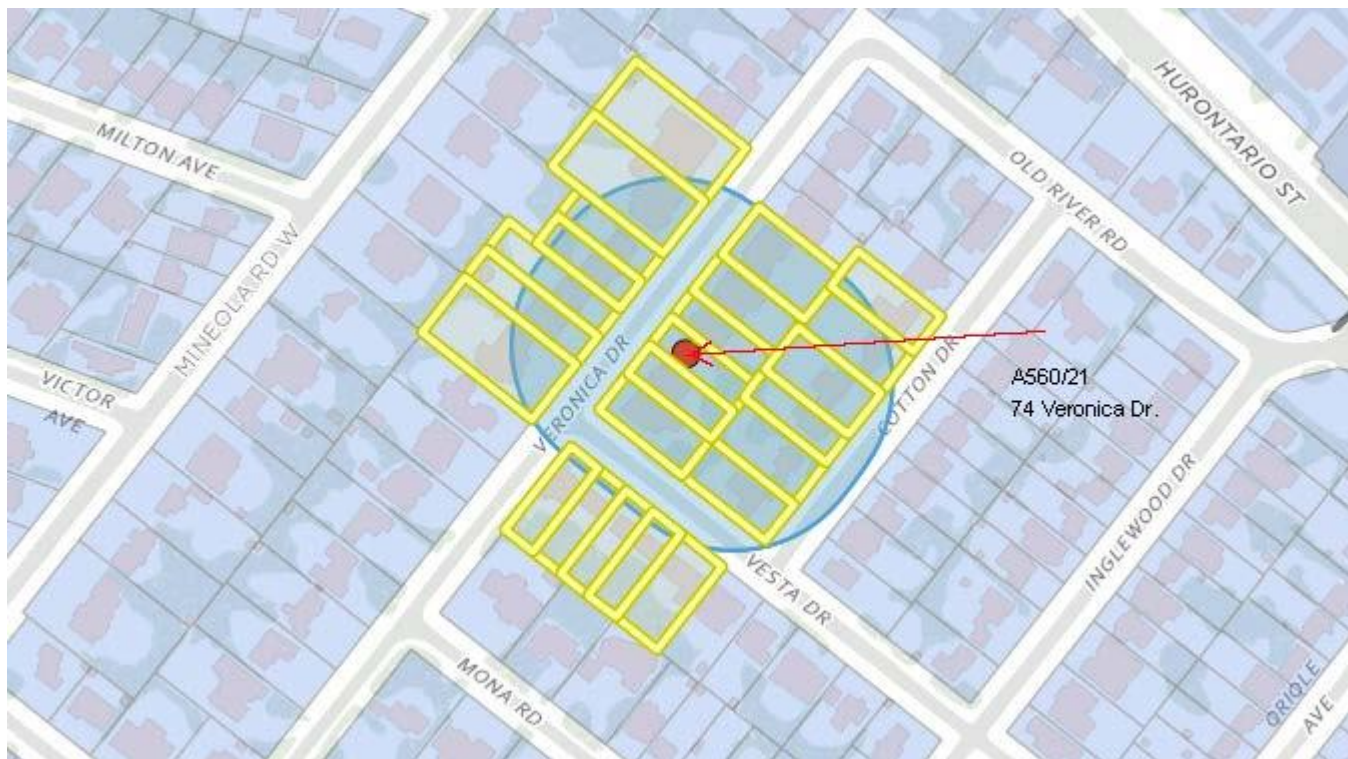 HURONTARIO ST
MILTON AVE
OLD RIVER RD
MINEOLA RD W
VERONICA DR
COTTON DR
A560/21
74 Veronica Dr.
VICTOR
AVE
INGLEWOOD DR
VESTA DR
MONA RD
ORIOLE
AVE